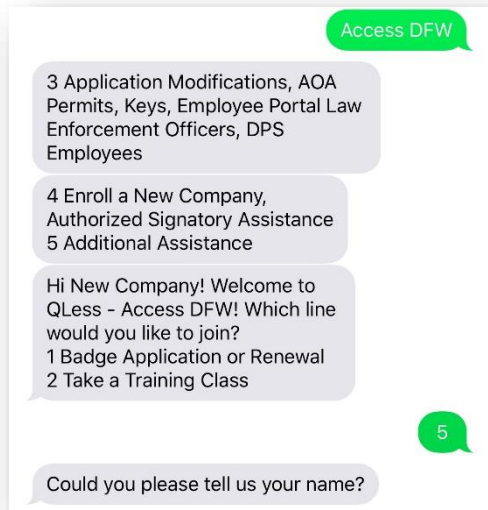 Access DFW
3 Application Modifications, AOA
Permits, Keys, Employee Portal Law
Enforcement Officers, DPS
Employees
4 Enroll a New Company,
Authorized Signatory Assistance
5 Additional Assistance
Hi New Company! Welcome to
QLess - Access DFW! Which line
would you like to join?
1 Badge Application or Renewal
2 Take a Training Class
5
Could you please tell us your name?